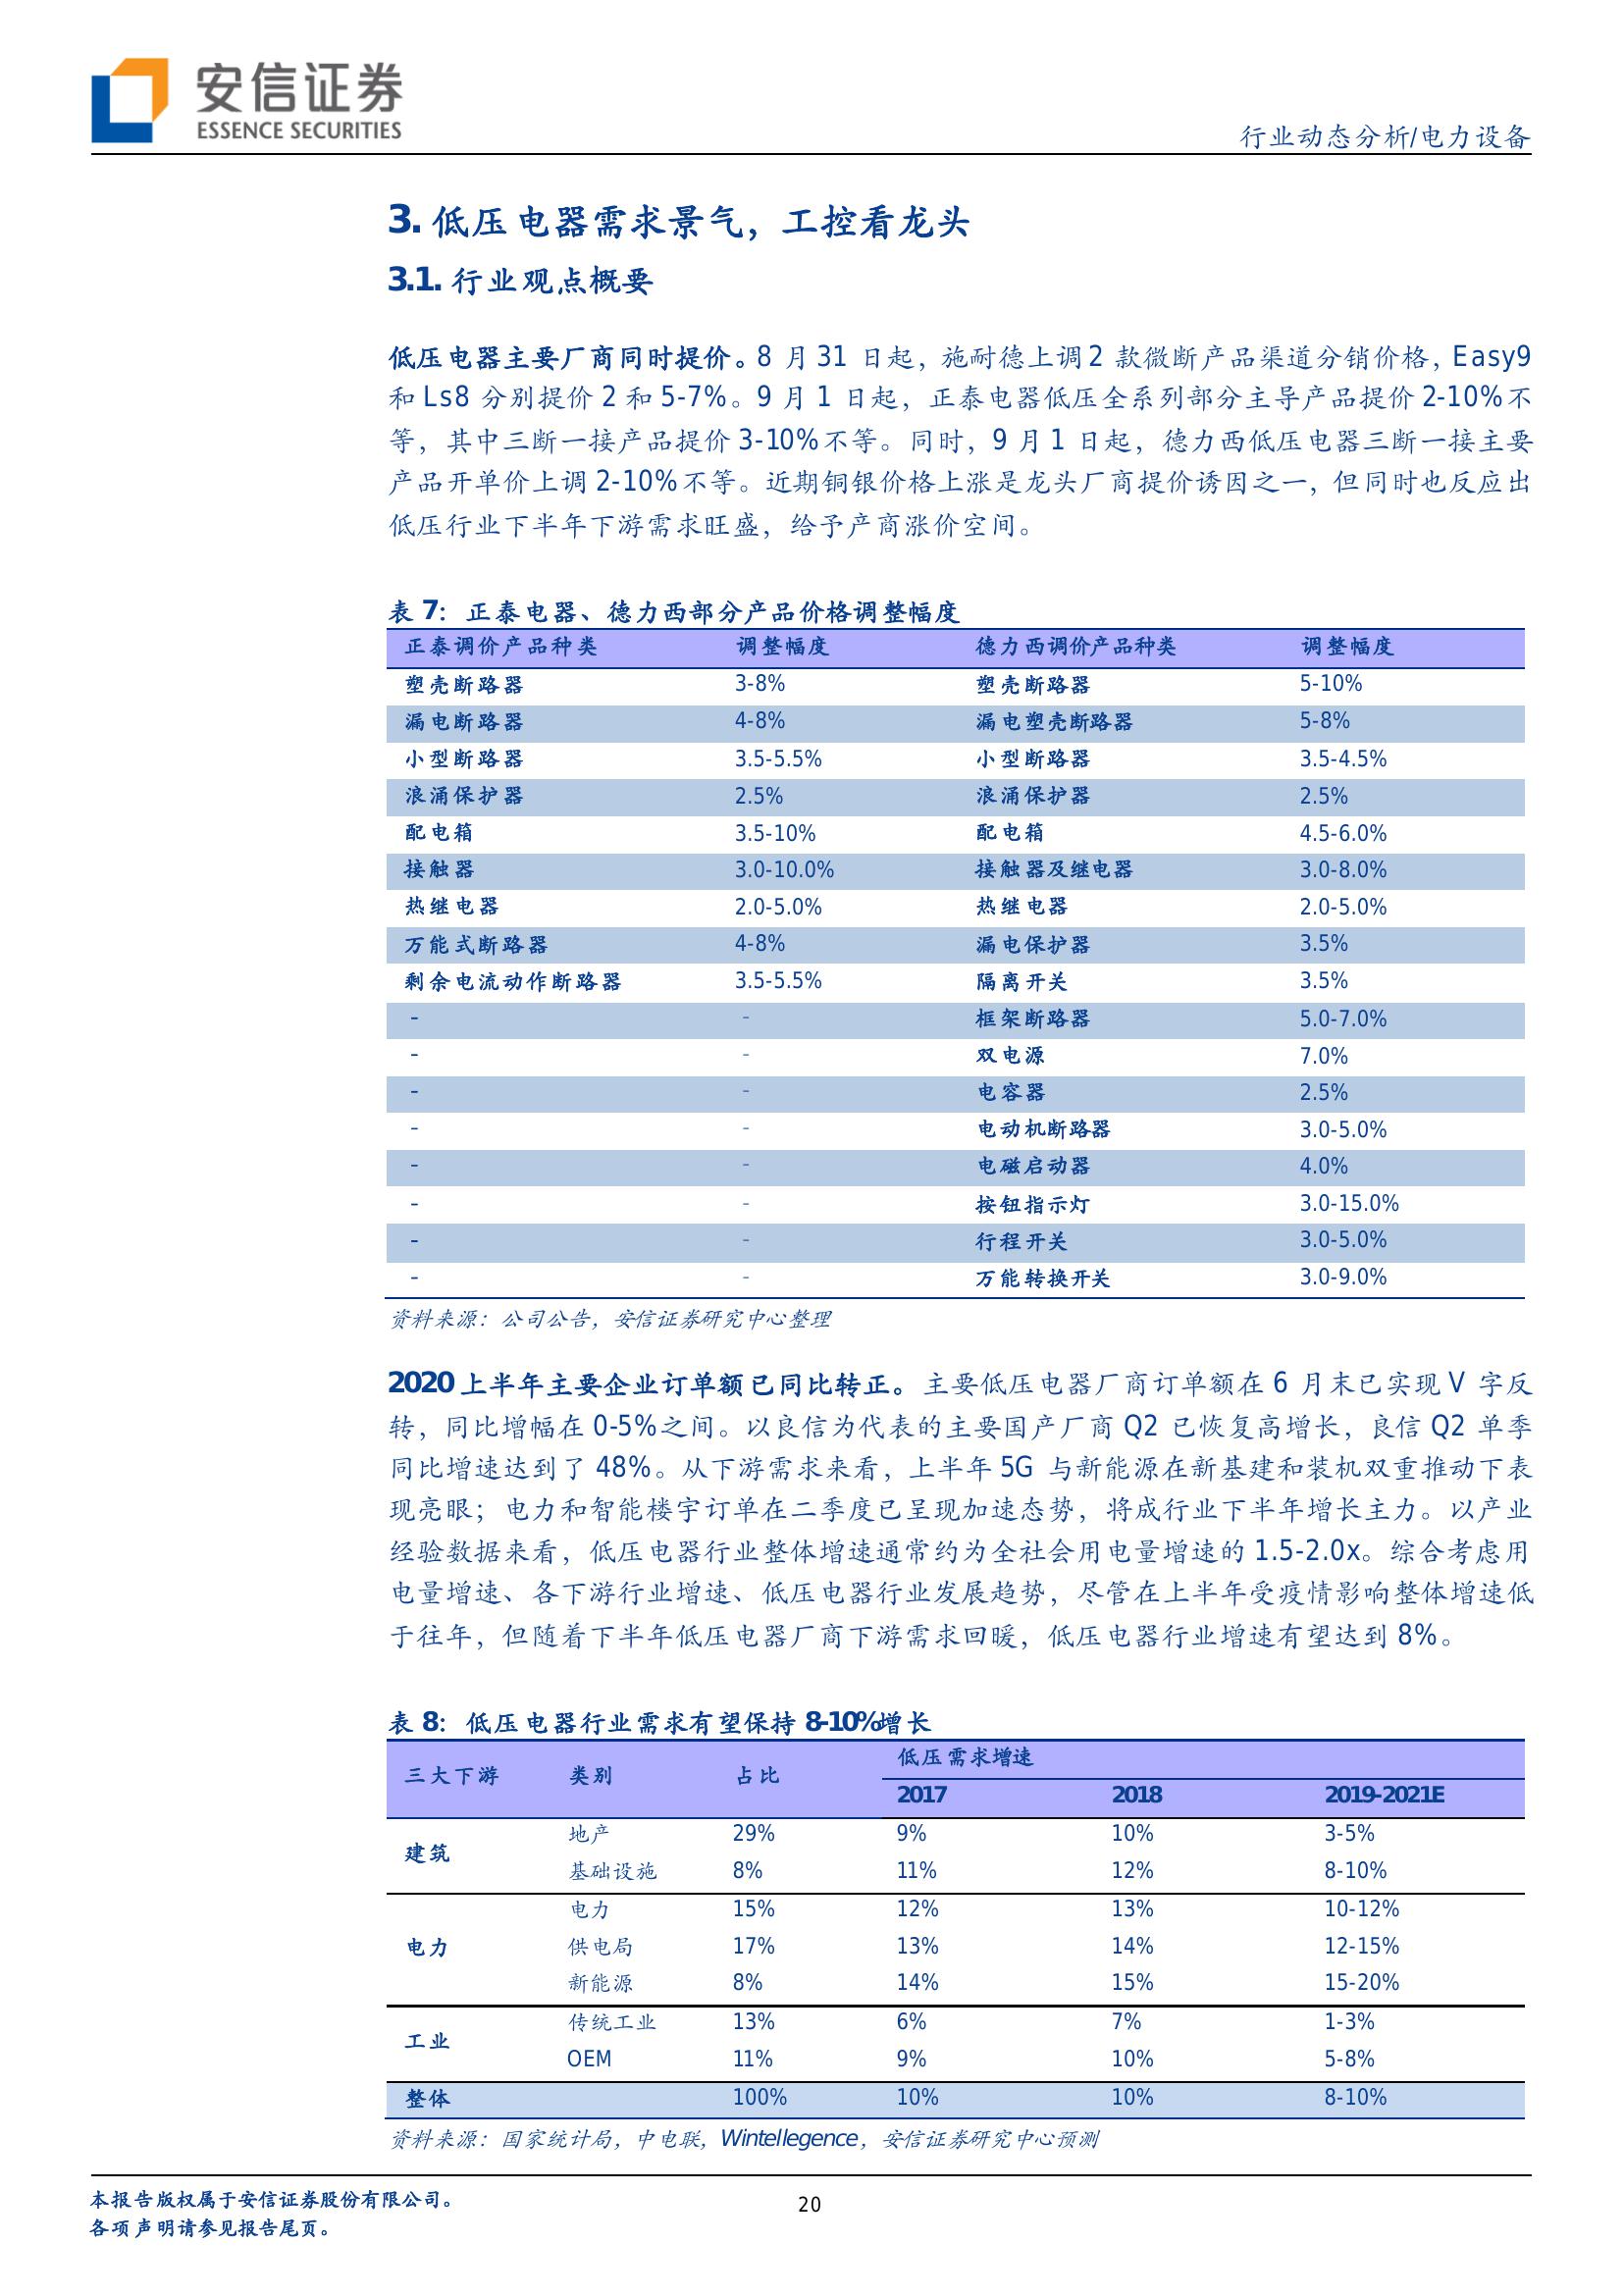 安信证券
ESSENCE SECURITIES
行业动态分析/电力设备
3. 低压电器需求景气，工控看龙头
3.1. 行业观点概要
低压电器主要厂商同时提价。8 月 31 日起，施耐德上调 2 款微断产品渠道分销价格，Easy9
和 Ls8 分别提价 2 和 5-7%。9 月 1 日起，正泰电器低压全系列部分主导产品提价 2-10%不
等，其中三断一接产品提价 3-10%不等。同时，9 月 1 日起，德力西低压电器三断一接主要
产品开单价上调 2-10%不等。近期铜银价格上涨是龙头厂商提价诱因之一，但同时也反应出
低压行业下半年下游需求旺盛，给予产商涨价空间。
表 7：正泰电器、德力西部分产品价格调整幅度
正泰调价产品种类 调整幅度 德力西调价产品种类 调整幅度
塑壳断路器 3-8% 塑壳断路器 5-10%
漏电断路器 4-8% 漏电塑壳断路器 5-8%
小型断路器 3.5-5.5% 小型断路器 3.5-4.5%
浪涌保护器 2.5% 浪涌保护器 2.5%
配电箱 3.5-10% 配电箱 4.5-6.0%
接触器 3.0-10.0% 接触器及继电器 3.0-8.0%
热继电器 2.0-5.0% 热继电器 2.0-5.0%
万能式断路器 4-8% 漏电保护器 3.5%
剩余电流动作断路器 3.5-5.5% 隔离开关 3.5%
- - 框架断路器 5.0-7.0%
- - 双电源 7.0%
- - 电容器 2.5%
- - 电动机断路器 3.0-5.0%
- - 电磁启动器 4.0%
- - 按钮指示灯 3.0-15.0%
- - 行程开关 3.0-5.0%
- - 万能转换开关 3.0-9.0%
资料来源：公司公告，安信证券研究中心整理
2020 上半年主要企业订单额已同比转正。主要低压电器厂商订单额在 6 月末已实现 V 字反
转，同比增幅在 0-5%之间。以良信为代表的主要国产厂商 Q2 已恢复高增长，良信 Q2 单季
同比增速达到了 48%。从下游需求来看，上半年 5G 与新能源在新基建和装机双重推动下表
现亮眼；电力和智能楼宇订单在二季度已呈现加速态势，将成行业下半年增长主力。以产业
经验数据来看，低压电器行业整体增速通常约为全社会用电量增速的 1.5-2.0x。综合考虑用
电量增速、各下游行业增速、低压电器行业发展趋势，尽管在上半年受疫情影响整体增速低
于往年，但随着下半年低压电器厂商下游需求回暖，低压电器行业增速有望达到 8%。
表 8：低压电器行业需求有望保持 8-10%增长
三大下游 类别 占比 低压需求增速
2017 2018 2019-2021E
建筑 地产 29% 9% 10% 3-5%
基础设施 8% 11% 12% 8-10%
电力 电力 15% 12% 13% 10-12%
供电局 17% 13% 14% 12-15%
新能源 8% 14% 15% 15-20%
工业 传统工业 13% 6% 7% 1-3%
OEM 11% 9% 10% 5-8%
整体 100% 10% 10% 8-10%
资料来源：国家统计局，中电联，Wintellegence，安信证券研究中心预测
本报告版权属于安信证券股份有限公司。
各项声明请参见报告尾页。
20